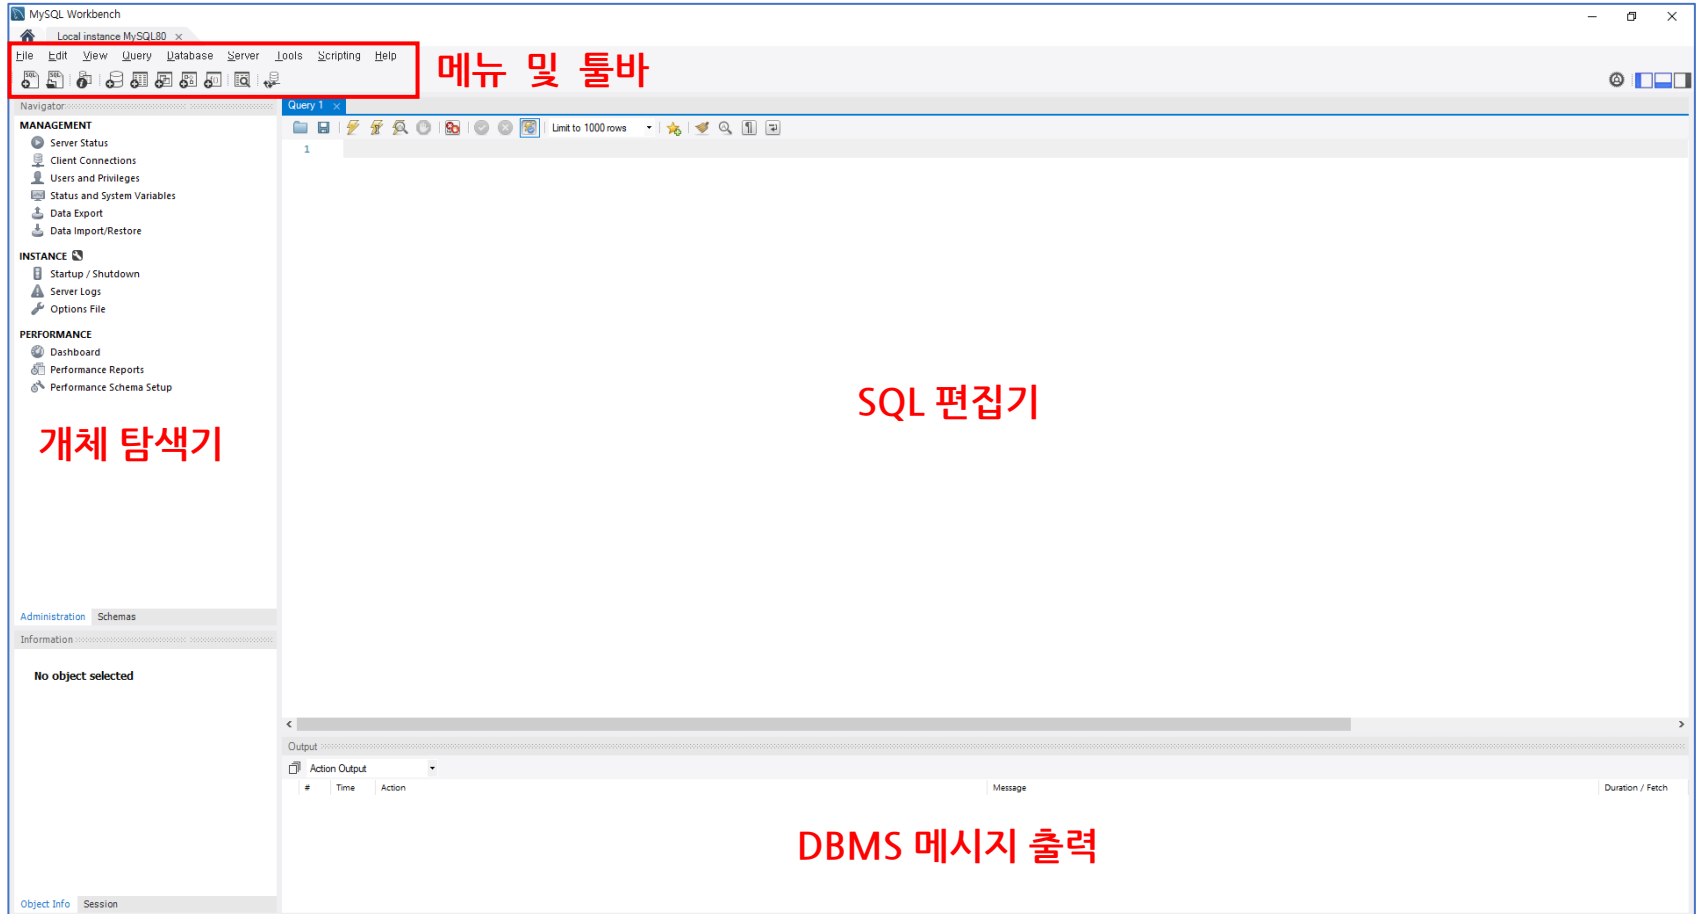 MySQL Workbench
Local instance MySQL80 ×
File Edit View Query Database Server Tools Scripting Help
메뉴 및 툴바
Navigator
MANAGEMENT
Server Status
Client Connections
Users and Privileges
Status and System Variables
Data Export
Data Import/Restore
INSTANCE
Startup / Shutdown
Server Logs
Options File
PERFORMANCE
Dashboard
Performance Reports
Performance Schema Setup
개체 탐색기
Administration Schemas
Information
No object selected
Object Info Session
Query 1 ×
Limit to 1000 rows
1
SQL 편집기
Output
Action Output
# Time Action Message Duration / Fetch
DBMS 메시지 출력